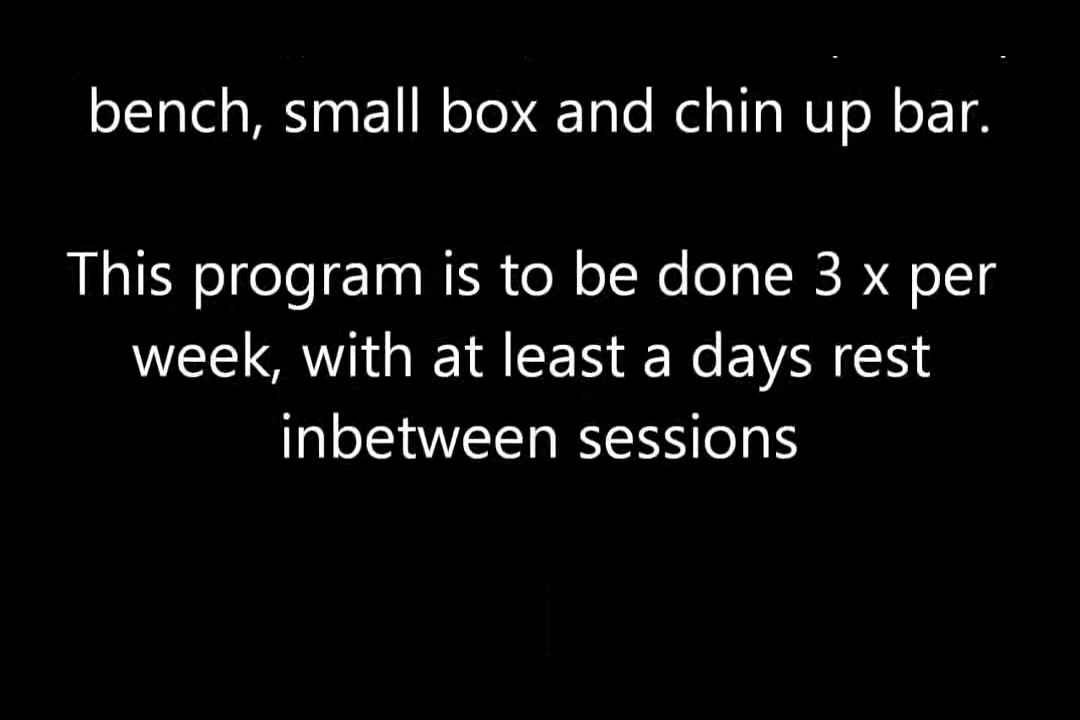 bench, small box and chin up bar.
This program is to be done 3 x per
week, with at least a days rest
inbetween sessions